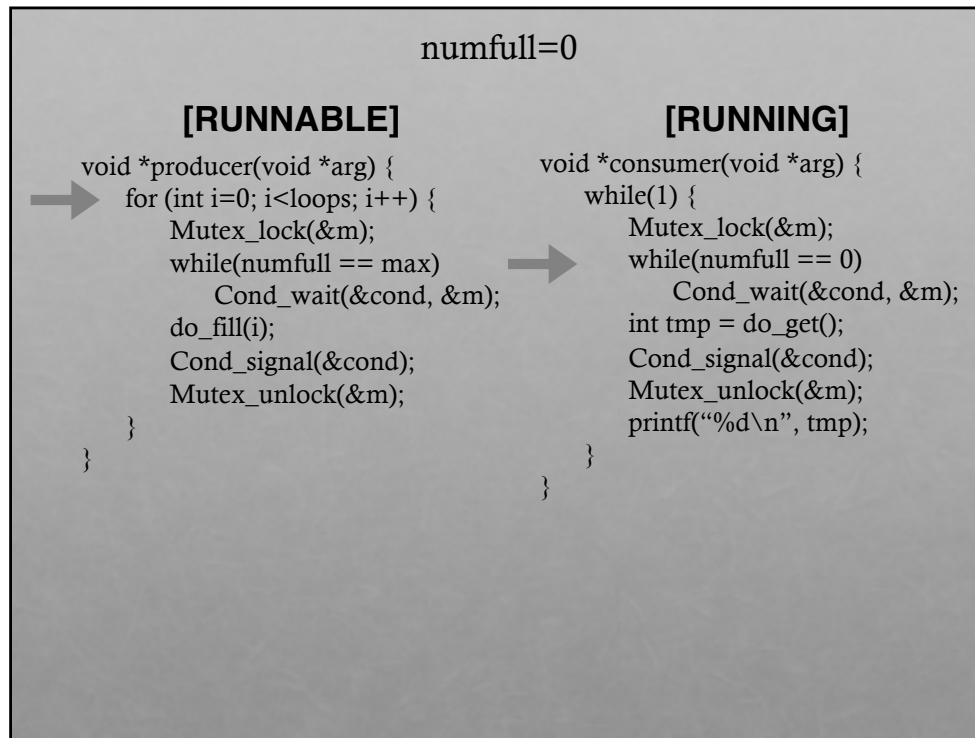 numfull=0
[RUNNABLE]
void *producer(void *arg) {
for (int i=0; i<loops; i++) {
Mutex_lock(&m);
while(numfull == max)
Cond_wait(&cond, &m);
do_fill(i);
Cond_signal(&cond);
Mutex_unlock(&m);
}
}
[RUNNING]
void *consumer(void *arg) {
while(1) {
Mutex_lock(&m);
while(numfull == 0)
Cond_wait(&cond, &m);
int tmp = do_get();
Cond_signal(&cond);
Mutex_unlock(&m);
printf(“%d\n”, tmp);
}
}